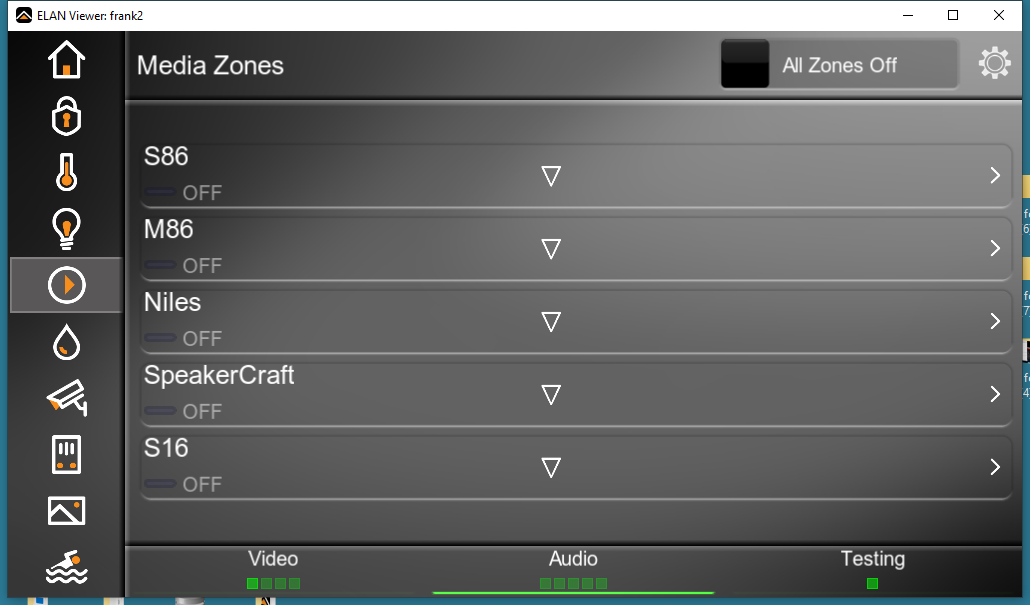 ELAN Viewer: frank2
Media Zones
All Zones Off
S86
OFF
M86
OFF
Niles
OFF
SpeakerCraft
OFF
S16
OFF
Video
Audio
Testing